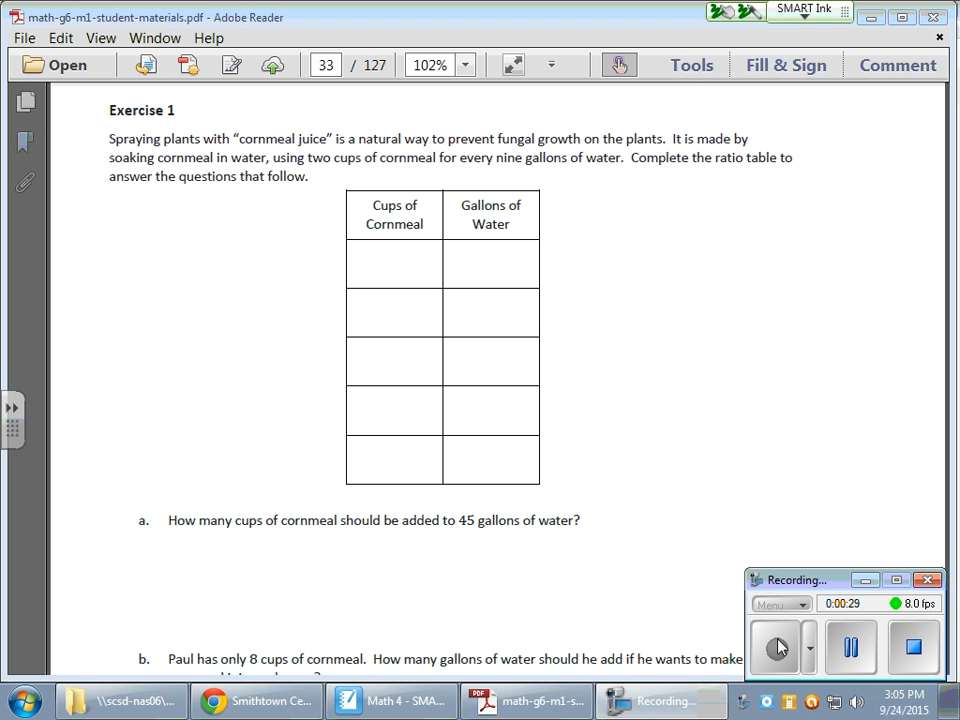 math-g6-m1-student-materials.pdf - Adobe Reader
SMART Ink
File Edit View Window Help
Open 33 / 127 102% Tools Fill & Sign Comment
Exercise 1
Spraying plants with “cornmeal juice” is a natural way to prevent fungal growth on the plants. It is made by
soaking cornmeal in water, using two cups of cornmeal for every nine gallons of water. Complete the ratio table to
answer the questions that follow.
Cups of Gallons of
Cornmeal Water
a. How many cups of cornmeal should be added to 45 gallons of water?
Recording...
Menu 0:00:29 8.0 fps
b. Paul has only 8 cups of cornmeal. How many gallons of water should he add if he wants to make
\\scsd-nas06\... Smithtown Ce... Math 4 - SMA... PDF math-g6-m1-s... Recording... 3:05 PM
9/24/2015